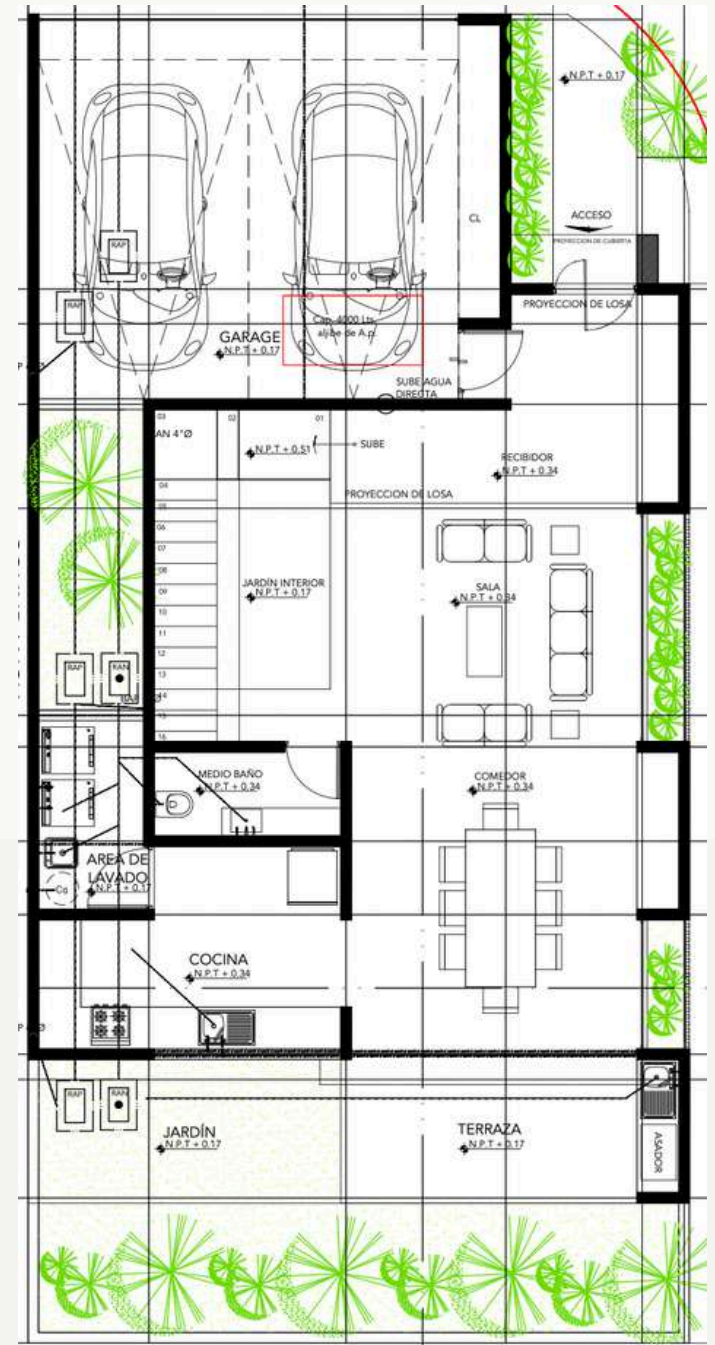 N.P.T + 0.17
ACCESO
PROYECCION DE CUBIERTA
CL
RAP
RAP
PROYECCION DE LOSA
Cap. 4000 Lts.
aljibe de A.p.
GARAGE
N.P.T + 0.17
SUBE AGUA
DIRECTA
03
02
01
AN 4"Ø
N.P.T + 0.51
SUBE
RECIBIDOR
N.P.T + 0.34
04
PROYECCION DE LOSA
05
06
07
08
09
10
11
12
13
14
15
16
JARDÍN INTERIOR
N.P.T + 0.17
SALA
N.P.T + 0.34
RAP
RAN
MEDIO BAÑO
N.P.T + 0.34
COMEDOR
N.P.T + 0.34
AREA DE
LAVADO
N.P.T + 0.17
Ca
COCINA
N.P.T + 0.34
RAP
RAN
JARDÍN
N.P.T + 0.17
TERRAZA
N.P.T + 0.17
ASADOR